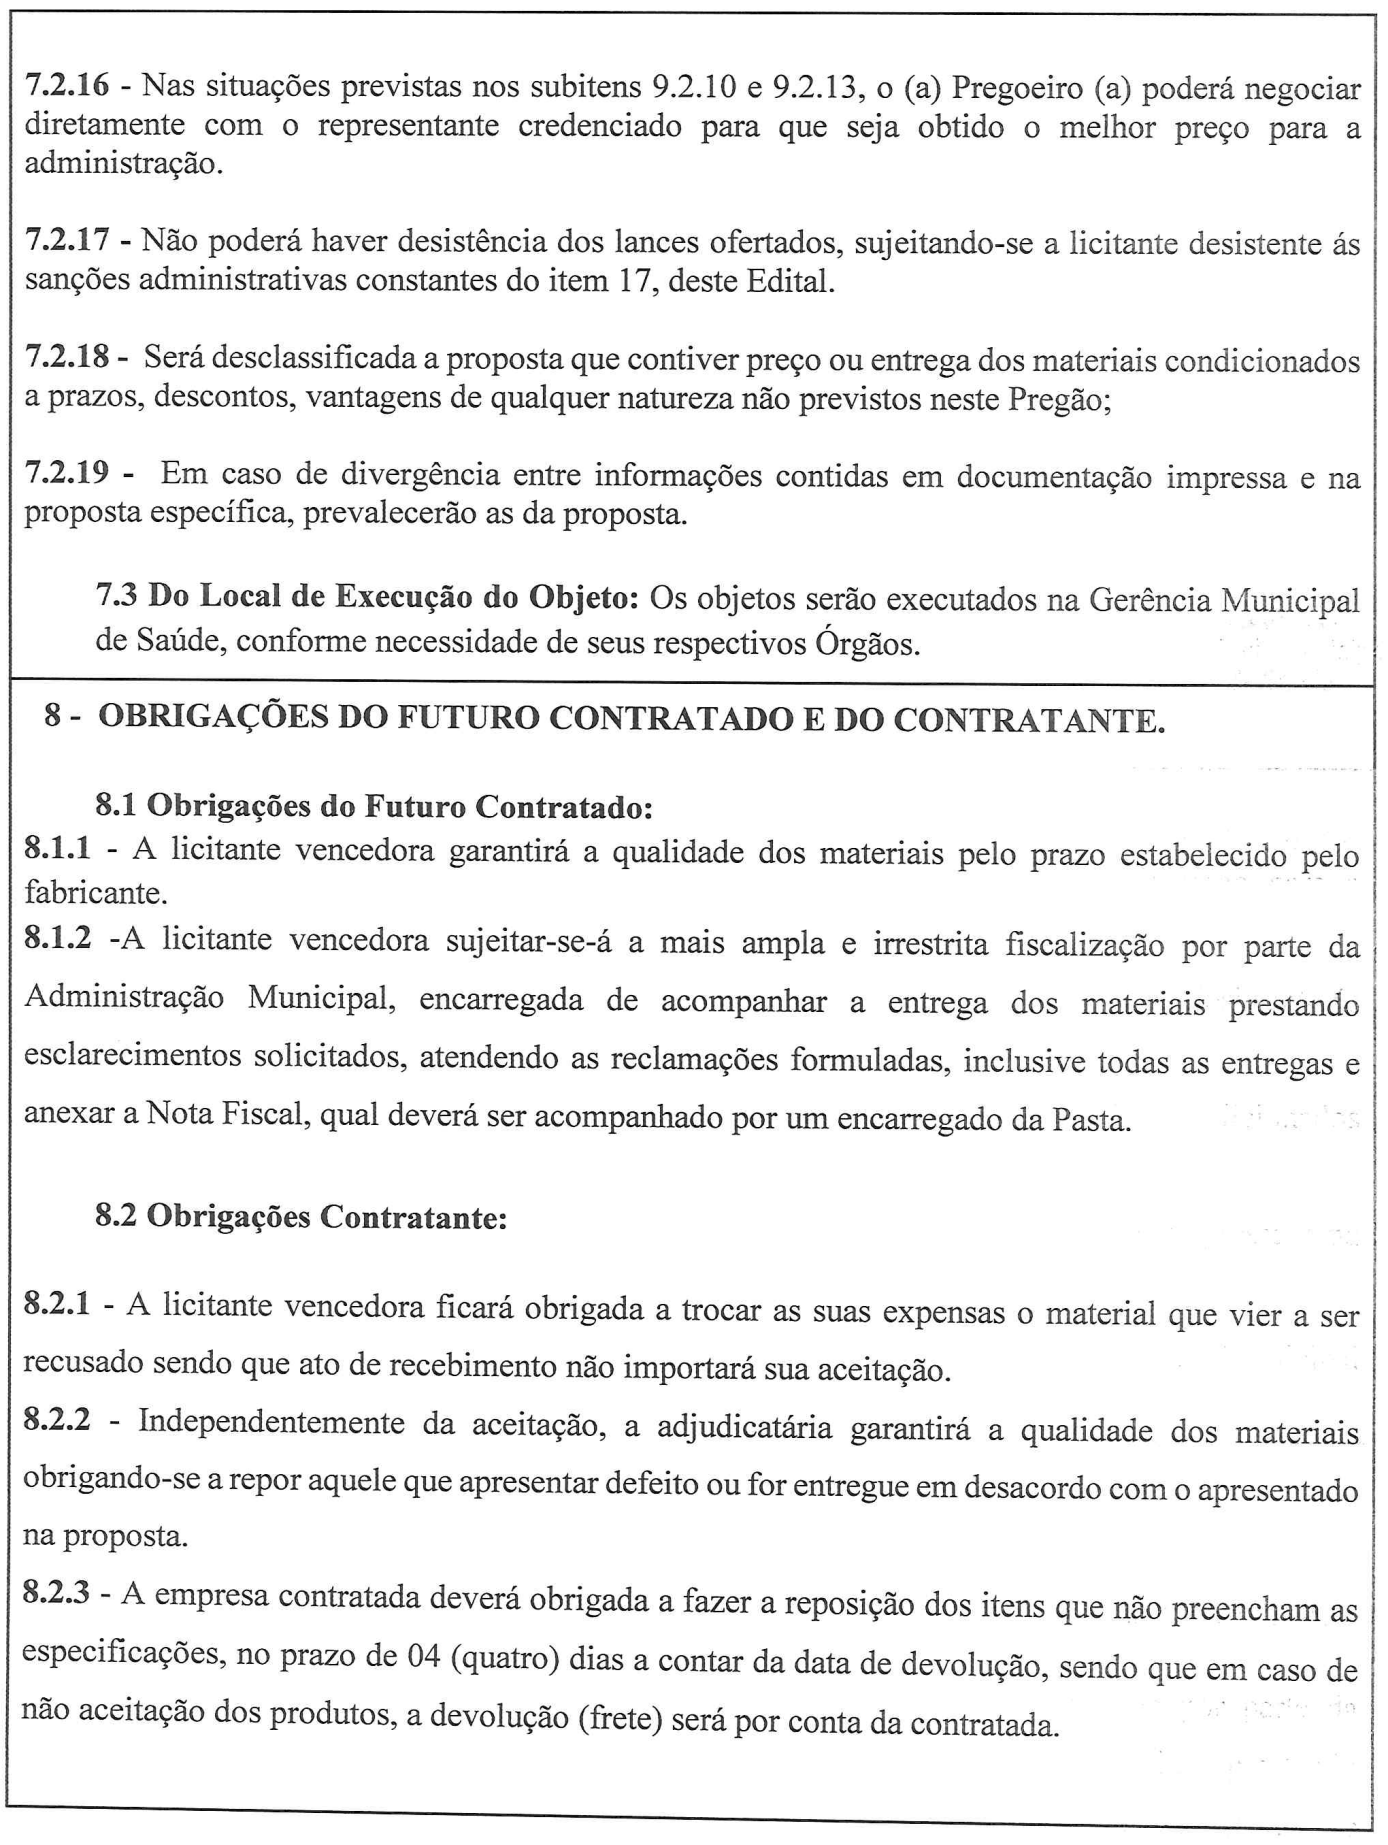 7.2.16 - Nas situações previstas nos subitens 9.2.10 e 9.2.13, o (a) Pregoeiro (a) poderá negociar
diretamente com o representante credenciado para que seja obtido o melhor preço para a
administração.
7.2.17 - Não poderá haver desistência dos lances ofertados, sujeitando-se a licitante desistente ás
sanções administrativas constantes do item 17, deste Edital.
7.2.18 - Será desclassificada a proposta que contiver preço ou entrega dos materiais condicionados
a prazos, descontos, vantagens de qualquer natureza não previstos neste Pregão;
7.2.19 - Em caso de divergência entre informações contidas em documentação impressa e na
proposta específica, prevalecerão as da proposta.
7.3 Do Local de Execução do Objeto: Os objetos serão executados na Gerência Municipal
de Saúde, conforme necessidade de seus respectivos Órgãos.
8 - OBRIGAÇÕES DO FUTURO CONTRATADO E DO CONTRATANTE.
8.1 Obrigações do Futuro Contratado:
8.1.1 - A licitante vencedora garantirá a qualidade dos materiais pelo prazo estabelecido pelo
fabricante.
8.1.2 -A licitante vencedora sujeitar-se-á a mais ampla e irrestrita fiscalização por parte da
Administração Municipal, encarregada de acompanhar a entrega dos materiais prestando
esclarecimentos solicitados, atendendo as reclamações formuladas, inclusive todas as entregas e
anexar a Nota Fiscal, qual deverá ser acompanhado por um encarregado da Pasta.
8.2 Obrigações Contratante:
8.2.1 - A licitante vencedora ficará obrigada a trocar as suas expensas o material que vier a ser
recusado sendo que ato de recebimento não importará sua aceitação.
8.2.2 - Independentemente da aceitação, a adjudicatária garantirá a qualidade dos materiais
obrigando-se a repor aquele que apresentar defeito ou for entregue em desacordo com o apresentado
na proposta.
8.2.3 - A empresa contratada deverá obrigada a fazer a reposição dos itens que não preencham as
especificações, no prazo de 04 (quatro) dias a contar da data de devolução, sendo que em caso de
não aceitação dos produtos, a devolução (frete) será por conta da contratada.